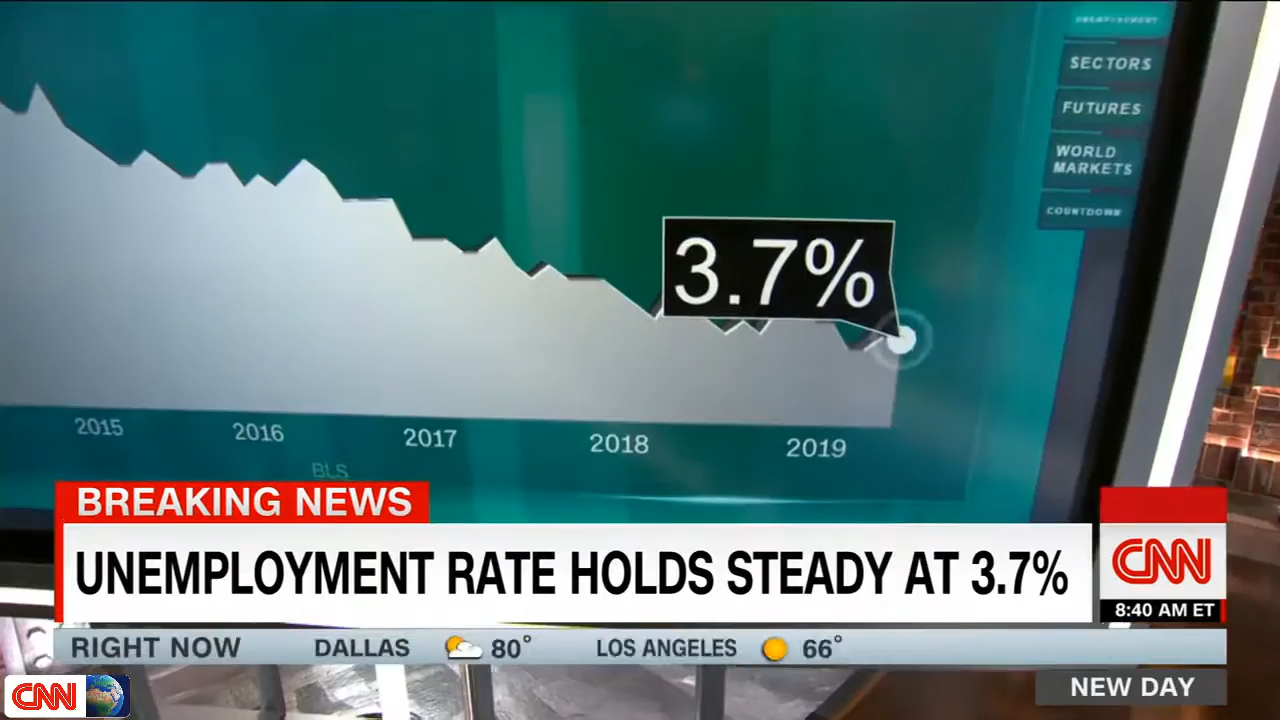 UNEMPLOYMENT
SECTORS
FUTURES
WORLD
MARKETS
COUNTDOWN
3.7%
2015 2016 2017 2018 2019
BLS
BREAKING NEWS
UNEMPLOYMENT RATE HOLDS STEADY AT 3.7%
CNN
8:40 AM ET
RIGHT NOW DALLAS 80° LOS ANGELES 66°
CNN
NEW DAY